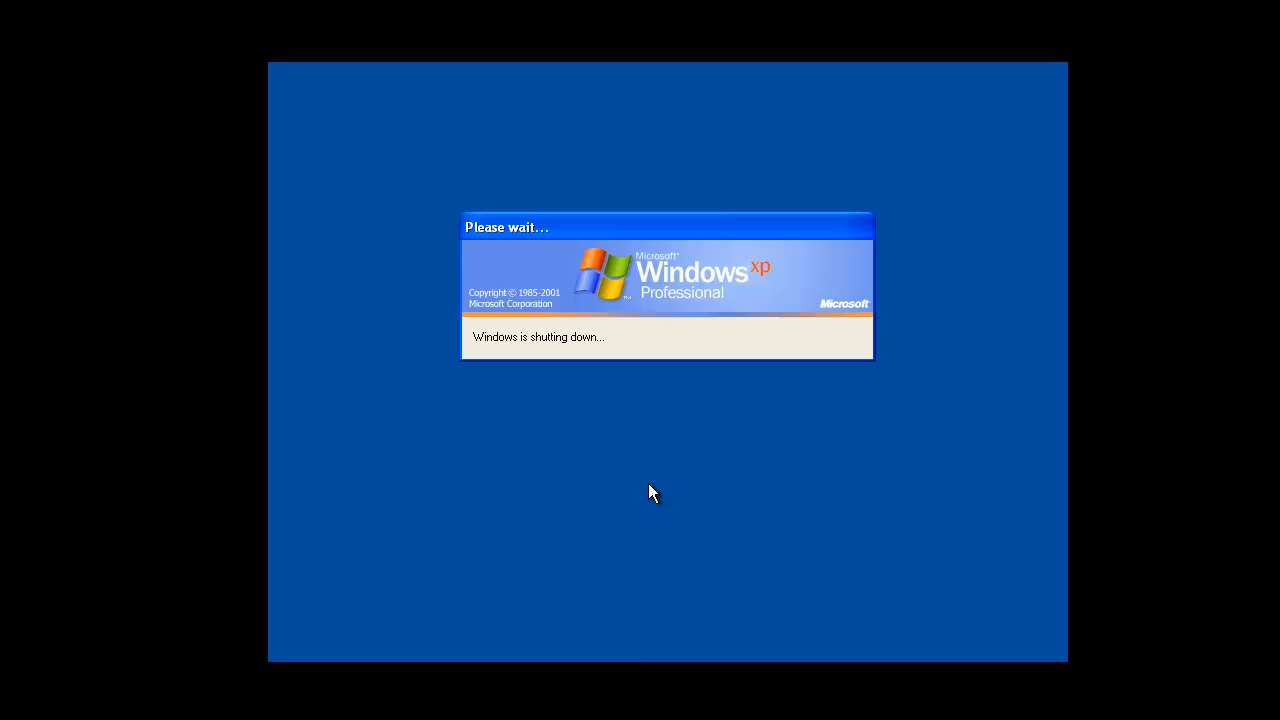 Please wait...
Microsoft®
Windows xp
Professional
Copyright © 1985-2001
Microsoft Corporation
Microsoft
Windows is shutting down...